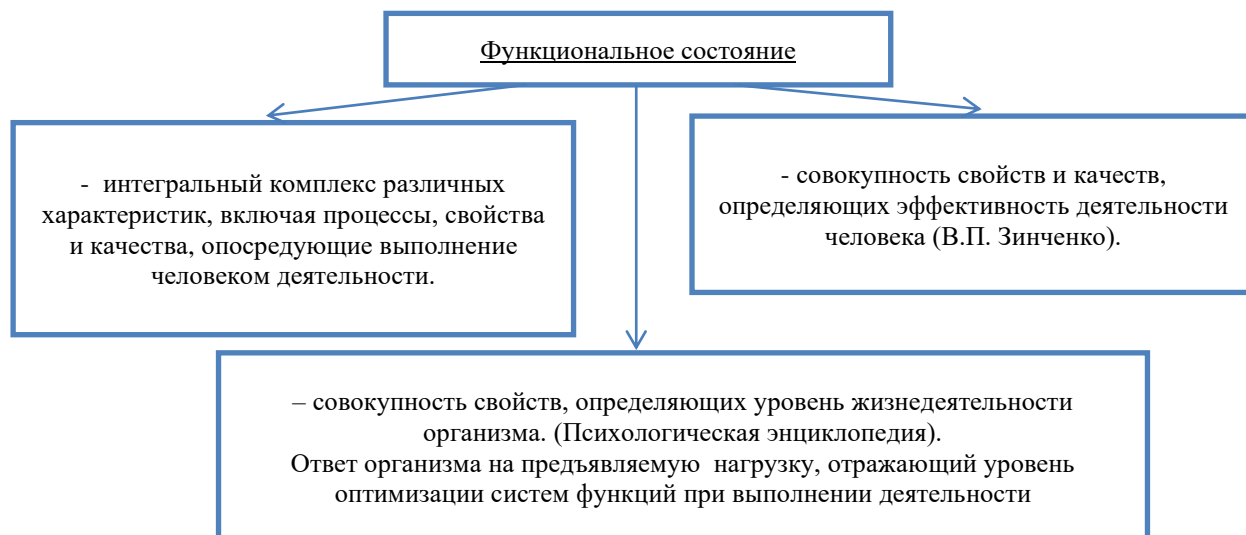 Функциональное состояние
- интегральный комплекс различных
характеристик, включая процессы, свойства
и качества, опосредующие выполнение
человеком деятельности.
- совокупность свойств и качеств,
определяющих эффективность деятельности
человека (В.П. Зинченко).
– совокупность свойств, определяющих уровень жизнедеятельности
организма. (Психологическая энциклопедия).
Ответ организма на предъявляемую нагрузку, отражающий уровень
оптимизации систем функций при выполнении деятельности